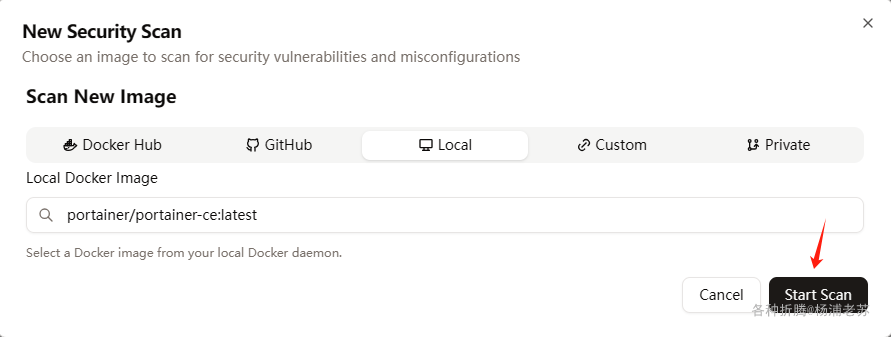 New Security Scan
Choose an image to scan for security vulnerabilities and misconfigurations
Scan New Image
Docker Hub GitHub Local Custom Private
Local Docker Image
portainer/portainer-ce:latest
Select a Docker image from your local Docker daemon.
Cancel Start Scan
各种折腾@杨浦老苏